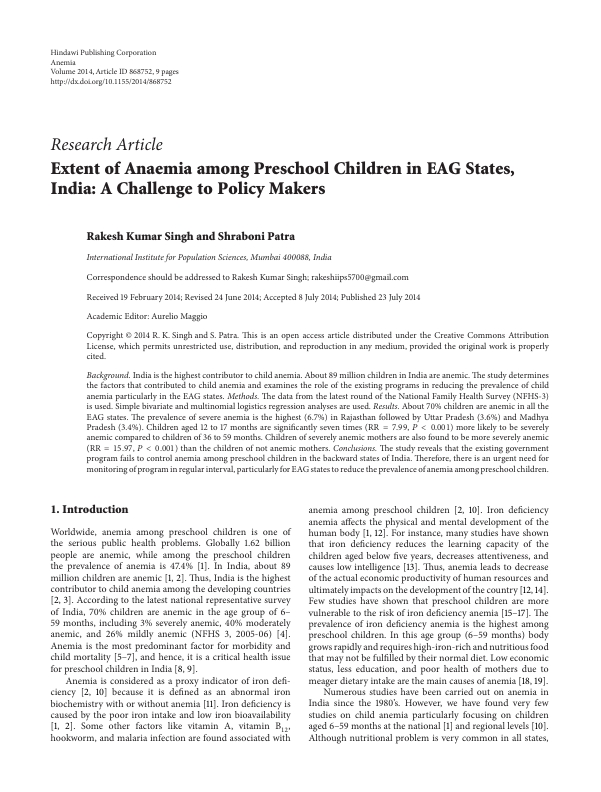 Hindawi Publishing Corporation
Anemia
Volume 2014, Article ID 868752, 9 pages
http://dx.doi.org/10.1155/2014/868752
Research Article
Extent of Anaemia among Preschool Children in EAG States,
India: A Challenge to Policy Makers
Rakesh Kumar Singh and Shraboni Patra
International Institute for Population Sciences, Mumbai 400088, India
Correspondence should be addressed to Rakesh Kumar Singh; rakeshiips5700@gmail.com
Received 19 February 2014; Revised 24 June 2014; Accepted 8 July 2014; Published 23 July 2014
Academic Editor: Aurelio Maggio
Copyright © 2014 R. K. Singh and S. Patra. This is an open access article distributed under the Creative Commons Attribution
License, which permits unrestricted use, distribution, and reproduction in any medium, provided the original work is properly
cited.
Background. India is the highest contributor to child anemia. About 89 million children in India are anemic. The study determines
the factors that contributed to child anemia and examines the role of the existing programs in reducing the prevalence of child
anemia particularly in the EAG states. Methods. The data from the latest round of the National Family Health Survey (NFHS-3)
is used. Simple bivariate and multinomial logistics regression analyses are used. Results. About 70% children are anemic in all the
EAG states. The prevalence of severe anemia is the highest (6.7%) in Rajasthan followed by Uttar Pradesh (3.6%) and Madhya
Pradesh (3.4%). Children aged 12 to 17 months are significantly seven times (RR = 7.99, P < 0.001) more likely to be severely
anemic compared to children of 36 to 59 months. Children of severely anemic mothers are also found to be more severely anemic
(RR = 15.97, P < 0.001) than the children of not anemic mothers. Conclusions. The study reveals that the existing government
program fails to control anemia among preschool children in the backward states of India. Therefore, there is an urgent need for
monitoring of program in regular interval, particularly for EAG states to reduce the prevalence of anemia among preschool children.
1. Introduction
Worldwide, anemia among preschool children is one of
the serious public health problems. Globally 1.62 billion
people are anemic, while among the preschool children
the prevalence of anemia is 47.4% [1]. In India, about 89
million children are anemic [1, 2]. Thus, India is the highest
contributor to child anemia among the developing countries
[2, 3]. According to the latest national representative survey
of India, 70% children are anemic in the age group of 6–
59 months, including 3% severely anemic, 40% moderately
anemic, and 26% mildly anemic (NFHS 3, 2005-06) [4].
Anemia is the most predominant factor for morbidity and
child mortality [5–7], and hence, it is a critical health issue
for preschool children in India [8, 9].
Anemia is considered as a proxy indicator of iron defi-
ciency [2, 10] because it is defined as an abnormal iron
biochemistry with or without anemia [11]. Iron deficiency is
caused by the poor iron intake and low iron bioavailability
[1, 2]. Some other factors like vitamin A, vitamin B12,
hookworm, and malaria infection are found associated with
anemia among preschool children [2, 10]. Iron deficiency
anemia affects the physical and mental development of the
human body [1, 12]. For instance, many studies have shown
that iron deficiency reduces the learning capacity of the
children aged below five years, decreases attentiveness, and
causes low intelligence [13]. Thus, anemia leads to decrease
of the actual economic productivity of human resources and
ultimately impacts on the development of the country [12, 14].
Few studies have shown that preschool children are more
vulnerable to the risk of iron deficiency anemia [15–17]. The
prevalence of iron deficiency anemia is the highest among
preschool children. In this age group (6–59 months) body
grows rapidly and requires high-iron-rich and nutritious food
that may not be fulfilled by their normal diet. Low economic
status, less education, and poor health of mothers due to
meager dietary intake are the main causes of anemia [18, 19].
Numerous studies have been carried out on anemia in
India since the 1980’s. However, we have found very few
studies on child anemia particularly focusing on children
aged 6–59 months at the national [1] and regional levels [10].
Although nutritional problem is very common in all states,